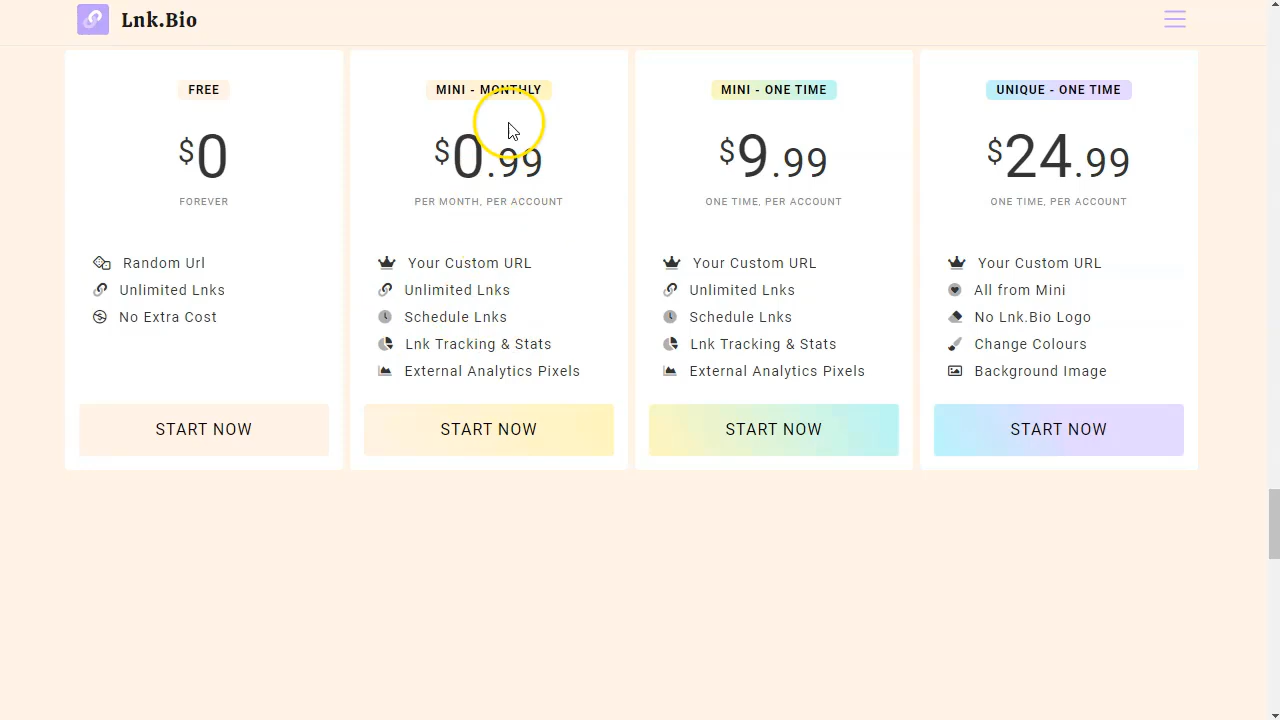 Lnk.Bio
FREE
$0
FOREVER
Random Url
Unlimited Lnks
No Extra Cost
START NOW
MINI - MONTHLY
$0.99
PER MONTH, PER ACCOUNT
Your Custom URL
Unlimited Lnks
Schedule Lnks
Lnk Tracking & Stats
External Analytics Pixels
START NOW
MINI - ONE TIME
$9.99
ONE TIME, PER ACCOUNT
Your Custom URL
Unlimited Lnks
Schedule Lnks
Lnk Tracking & Stats
External Analytics Pixels
START NOW
UNIQUE - ONE TIME
$24.99
ONE TIME, PER ACCOUNT
Your Custom URL
All from Mini
No Lnk.Bio Logo
Change Colours
Background Image
START NOW